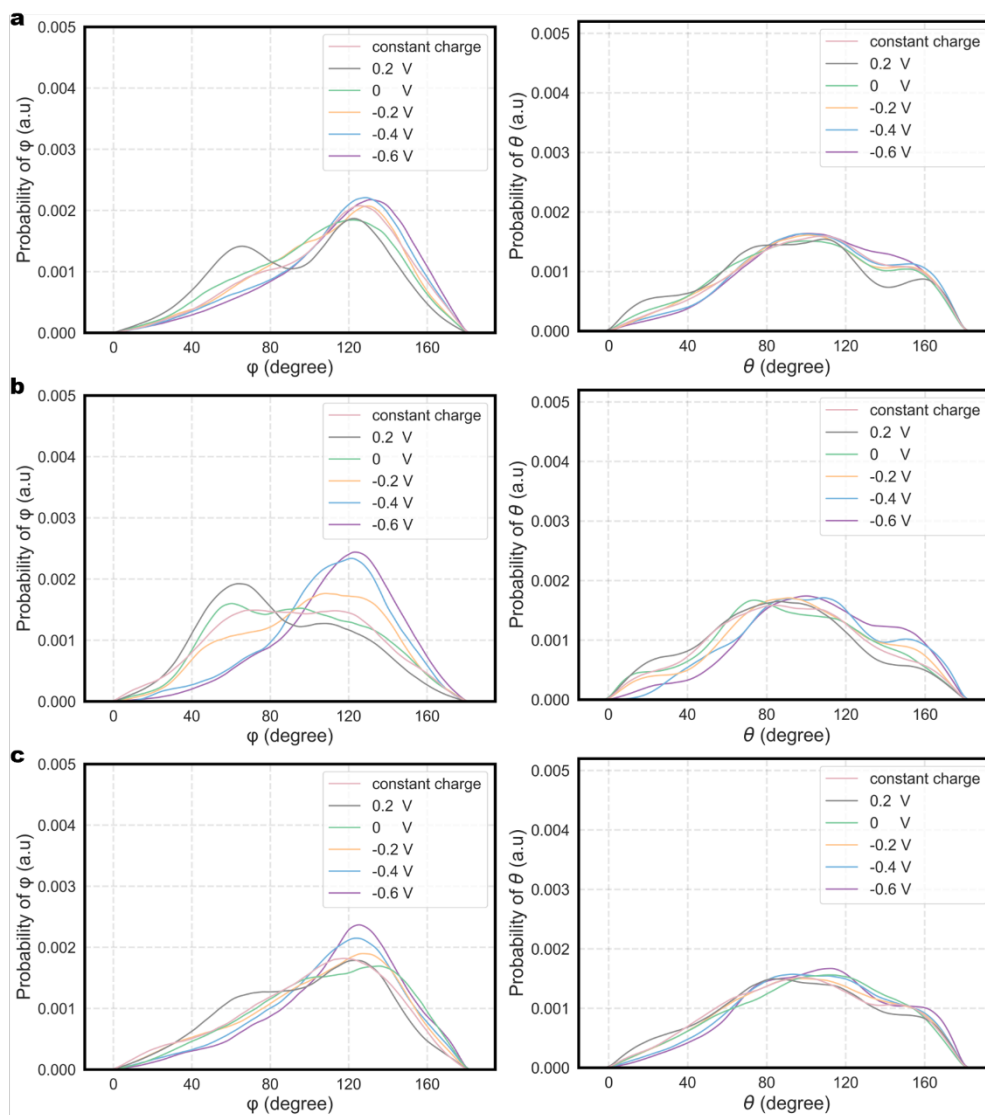 a
0.005
0.004
0.003
0.002
0.001
0.000
Probability of φ (a.u)
constant charge
0.2 V
0 V
-0.2 V
-0.4 V
-0.6 V
0 40 80 120 160
φ (degree)
0.005
0.004
0.003
0.002
0.001
0.000
Probability of θ (a.u)
constant charge
0.2 V
0 V
-0.2 V
-0.4 V
-0.6 V
0 40 80 120 160
θ (degree)
b
0.005
0.004
0.003
0.002
0.001
0.000
Probability of φ (a.u)
constant charge
0.2 V
0 V
-0.2 V
-0.4 V
-0.6 V
0 40 80 120 160
φ (degree)
0.005
0.004
0.003
0.002
0.001
0.000
Probability of θ (a.u)
constant charge
0.2 V
0 V
-0.2 V
-0.4 V
-0.6 V
0 40 80 120 160
θ (degree)
c
0.005
0.004
0.003
0.002
0.001
0.000
Probability of φ (a.u)
constant charge
0.2 V
0 V
-0.2 V
-0.4 V
-0.6 V
0 40 80 120 160
φ (degree)
0.005
0.004
0.003
0.002
0.001
0.000
Probability of θ (a.u)
constant charge
0.2 V
0 V
-0.2 V
-0.4 V
-0.6 V
0 40 80 120 160
θ (degree)